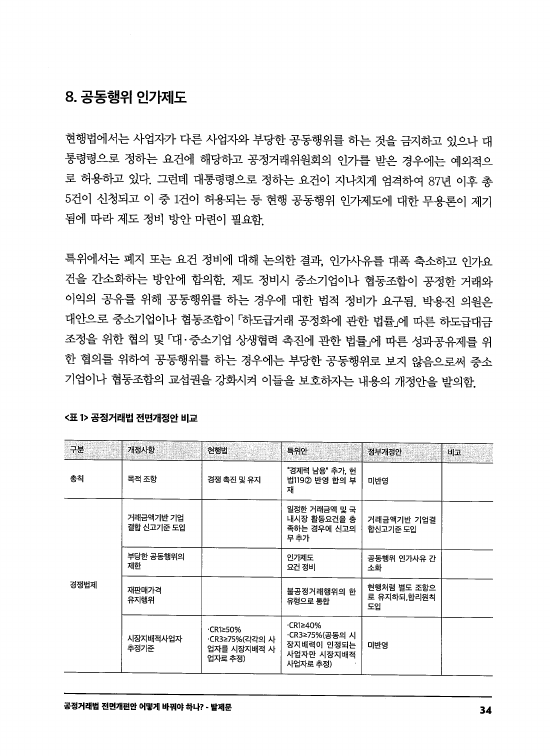 8. 공동행위 인가제도
현행법에서는 사업자가 다른 사업자와 부당한 공동행위를 하는 것을 금지하고 있으나 대
통령령으로 정하는 요건에 해당하고 공정거래위원회의 인가를 받은 경우에는 예외적으
로 허용하고 있다. 그런데 대통령령으로 정하는 요건이 지나치게 엄격하여 87년 이후 총
5건이 신청되고 이 중 1건이 허용되는 등 현행 공동행위 인가제도에 대한 무용론이 제기
됨에 따라 제도 정비 방안 마련이 필요함.
특위에서는 폐지 또는 요건 정비에 대해 논의한 결과, 인가사유를 대폭 축소하고 인가요
건을 간소화하는 방안에 합의함. 제도 정비시 중소기업이나 협동조합이 공정한 거래와
이익의 공유를 위해 공동행위를 하는 경우에 대한 법적 정비가 요구됨. 박용진 의원은
대안으로 중소기업이나 협동조합이 「하도급거래 공정화에 관한 법률」에 따른 하도급대금
조정을 위한 협의 및 「대·중소기업 상생협력 촉진에 관한 법률」에 따른 성과공유제를 위
한 협의를 위하여 공동행위를 하는 경우에는 부당한 공동행위로 보지 않음으로써 중소
기업이나 협동조합의 교섭권을 강화시켜 이들을 보호하자는 내용의 개정안을 발의함.
<표 1> 공정거래법 전면개정안 비교
구분 개정사항 현행법 특위안 정부개정안 비고
총칙 목적 조항 경쟁 촉진 및 유지 "경제력 남용" 추가, 헌
법119② 반영 합의 부
재 미반영
경쟁법제
거래금액기반 기업
결합 신고기준 도입
일정한 거래금액 및 국
내시장 활동요건을 충
족하는 경우에 신고의
무 추가
거래금액기반 기업결
합신고기준 도입
부당한 공동행위의
제한
인가제도
요건 정비
공동행위 인가사유 간
소화
재판매가격
유지행위
불공정거래행위의 한
유형으로 통합
현행처럼 별도 조항으
로 유지하되,합리원칙
도입
시장지배적사업자
추정기준
·CR1≥50%
·CR3≥75%(각각의 사
업자를 시장지배적 사
업자로 추정)
·CR1≥40%
·CR3≥75%(공동의 시
장지배력이 인정되는
사업자만 시장지배적
사업자로 추정)
미반영
공정거래법 전면개편안 어떻게 바꿔야 하나? - 발제문
34